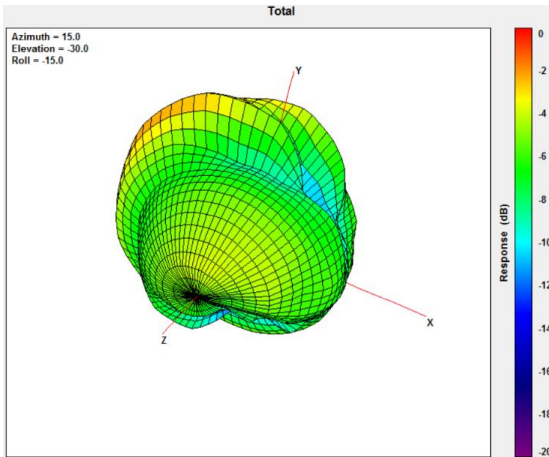 Total
Azimuth = 15.0
Elevation = -30.0
Roll = -15.0
Y
X
Z
0
-2
-4
-6
-8
-10
-12
-14
-16
-18
-20
Response (dB)